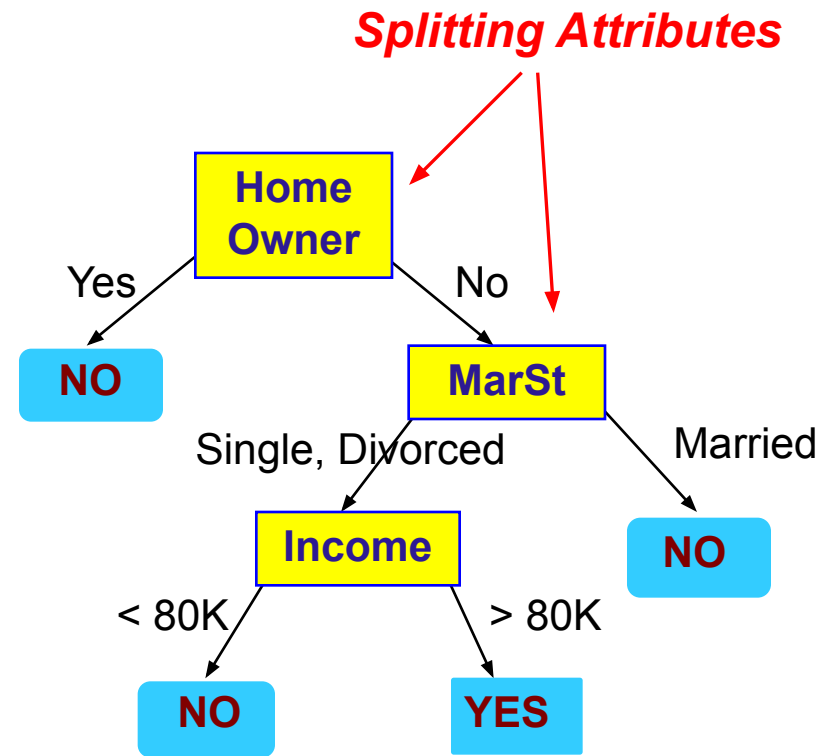 Splitting Attributes
Home
Owner
Yes
No
NO
MarSt
Single, Divorced
Married
Income
NO
< 80K
> 80K
NO
YES